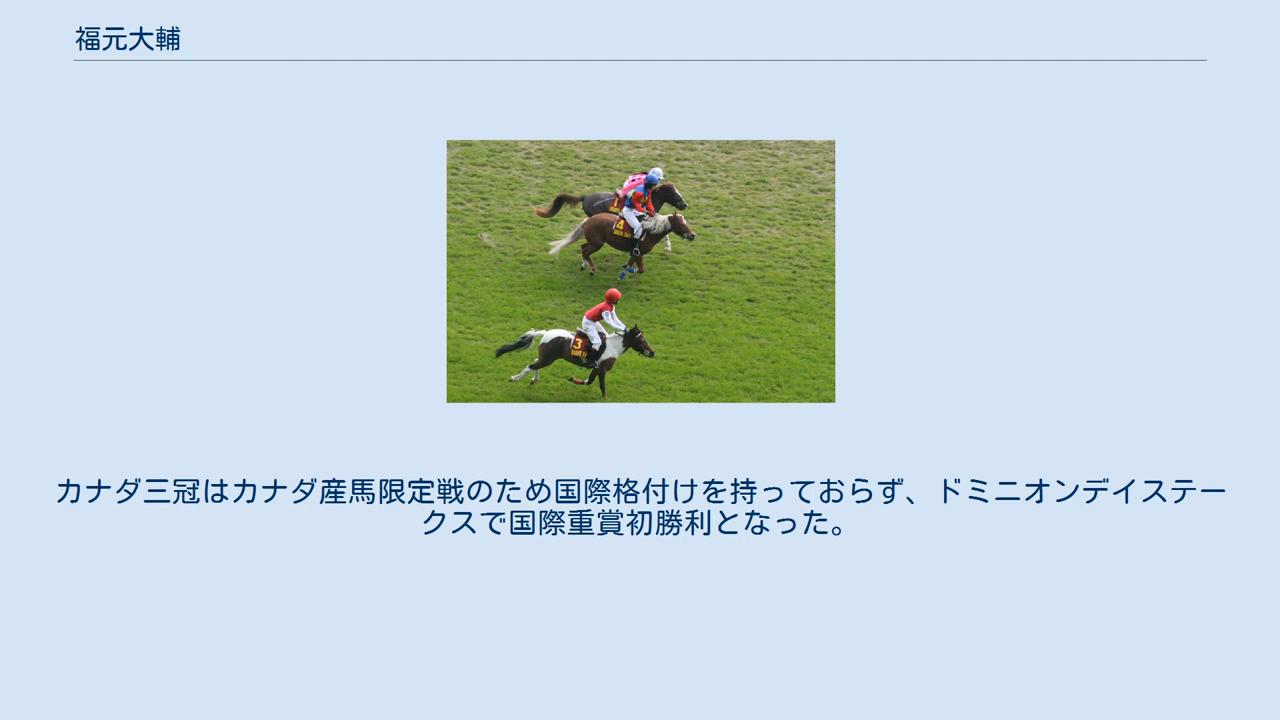 福元大輔
1
4
3
カナダ三冠はカナダ産馬限定戦のため国際格付けを持っておらず、ドミニオンデイステー
クスで国際重賞初勝利となった。